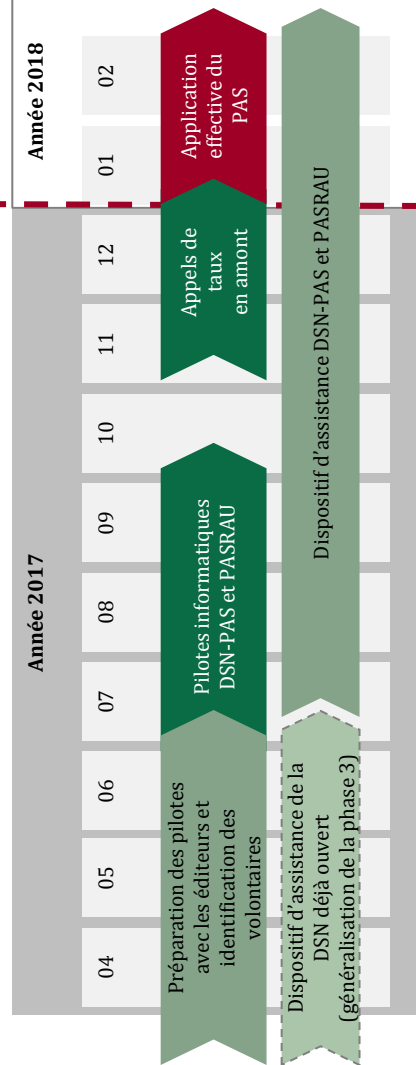 Année 2017
Année 2018
04
05
06
07
08
09
10
11
12
01
02
Préparation des pilotes
avec les éditeurs et
identification des
volontaires
Pilotes informatiques
DSN-PAS et PASRAU
Appels de
taux
en amont
Application
effective du
PAS
Dispositif d’assistance de la
DSN déjà ouvert
(généralisation de la phase 3)
Dispositif d’assistance DSN-PAS et PASRAU